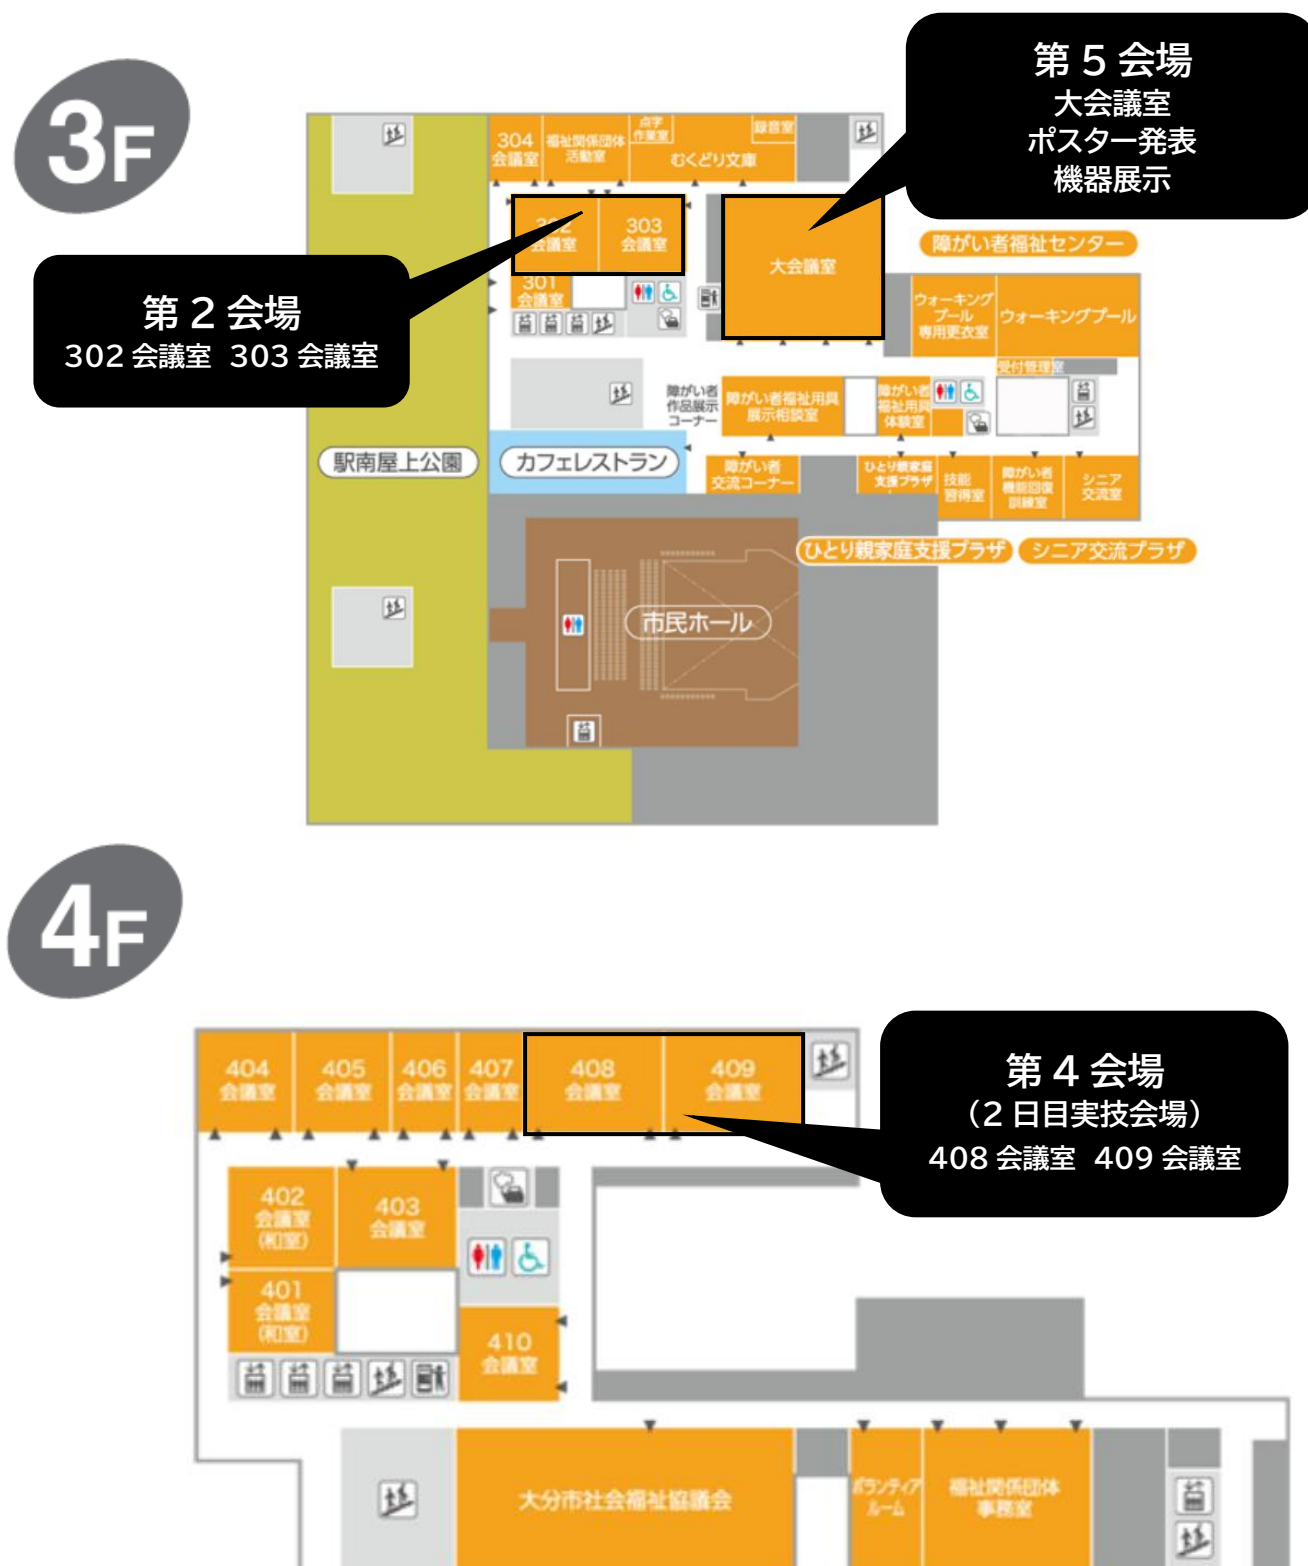 3F
第5会場
大会議室
ポスター発表
機器展示
304
会議室
福祉関係団体
活動室
点字
作業室
録音室
むくどり文庫
302
会議室
303
会議室
大会議室
障がい者福祉センター
第2会場
302会議室 303会議室
301
会議室
ウォーキング
プール
専用更衣室
ウォーキングプール
受付管理室
障がい者
作品展示
コーナー
障がい者福祉用具
展示相談室
障がい者
福祉用具
体験室
駅南屋上公園
カフェレストラン
障がい者
交流コーナー
ひとり親家庭
支援プラザ
技能
習得室
障がい者
機能回復
訓練室
シニア
交流室
ひとり親家庭支援プラザ
シニア交流プラザ
市民ホール
4F
404
会議室
405
会議室
406
会議室
407
会議室
408
会議室
409
会議室
第4会場
(2日目実技会場)
408会議室 409会議室
402
会議室
(和室)
403
会議室
401
会議室
(和室)
410
会議室
大分市社会福祉協議会
ボランティア
ルーム
福祉関係団体
事務室